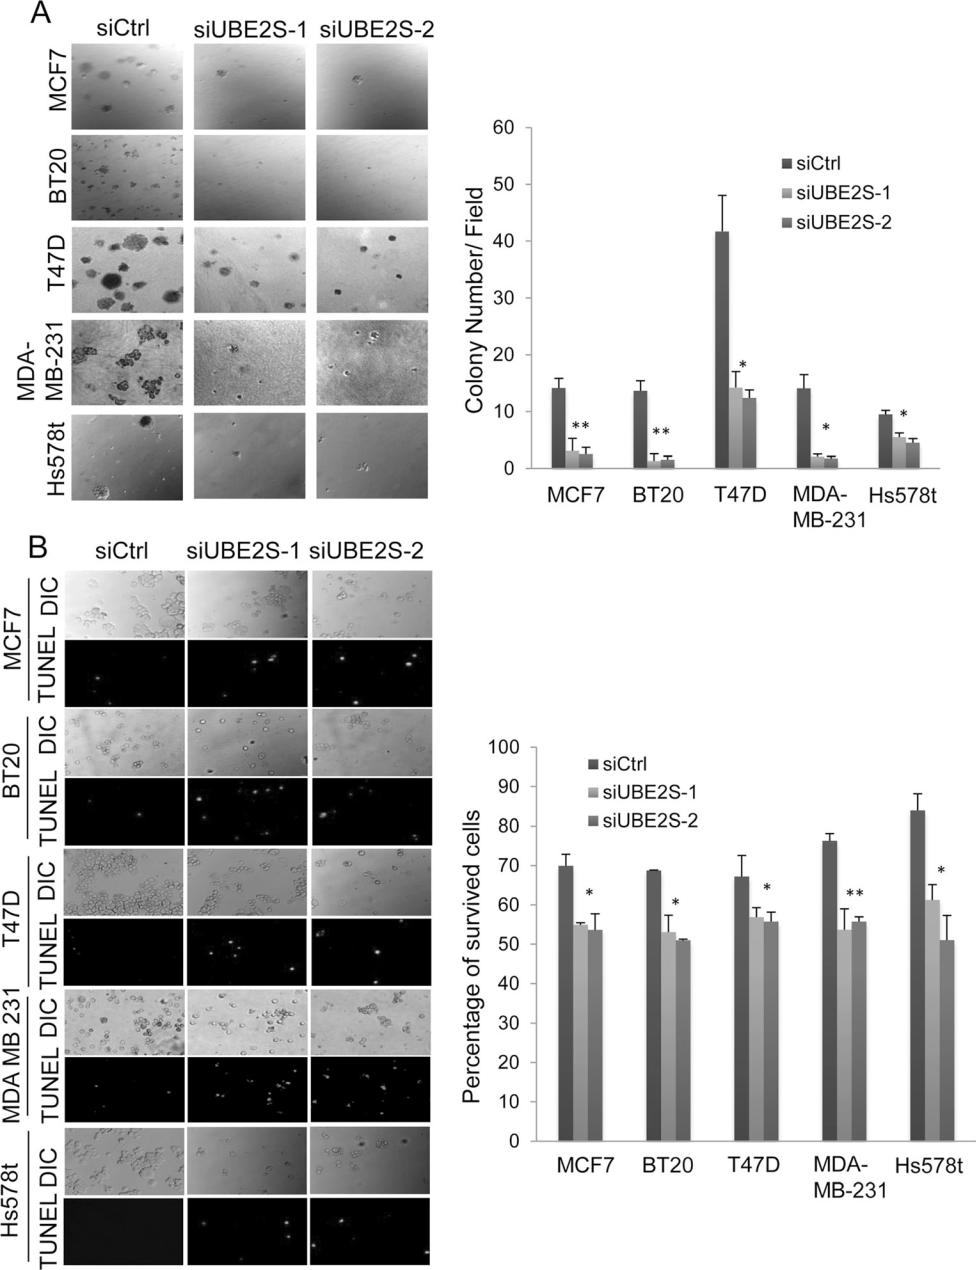 A
siCtrl siUBE2S-1 siUBE2S-2
MCF7
BT20
T47D
MDA-
MB-231
Hs578t
Colony Number/ Field
60
50
40
30
20
10
0
siCtrl
siUBE2S-1
siUBE2S-2
**
**
*
*
*
MCF7 BT20 T47D MDA-
MB-231 Hs578t
B
siCtrl siUBE2S-1 siUBE2S-2
MCF7
DIC
TUNEL
BT20
DIC
TUNEL
T47D
DIC
TUNEL
MDA MB 231
DIC
TUNEL
Hs578t
DIC
TUNEL
Percentage of survived cells
100
90
80
70
60
50
40
30
20
10
0
siCtrl
siUBE2S-1
siUBE2S-2
*
*
*
**
*
MCF7 BT20 T47D MDA-
MB-231 Hs578t